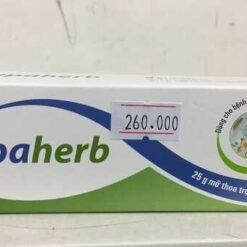 paherb
260.000
Dùng cho bệnh
25 g mỡ thoa